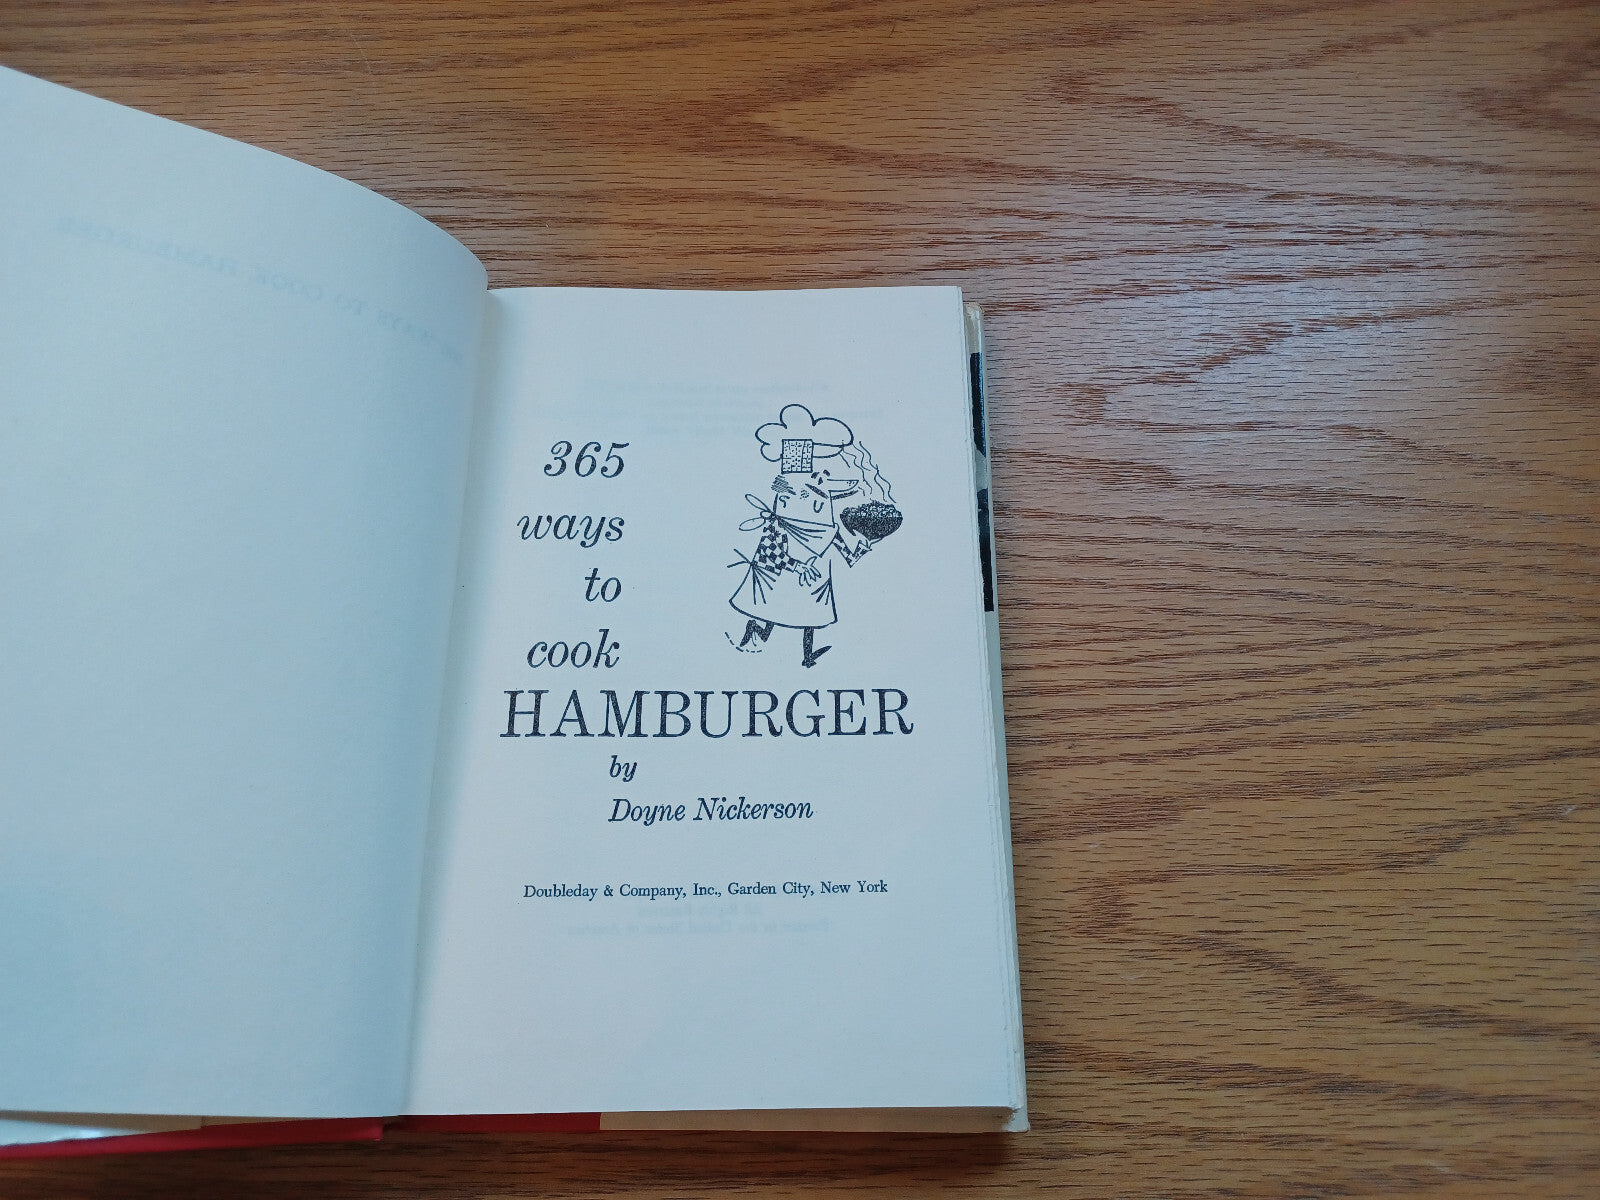 365
ways
to
cook
HAMBURGER
by
Doyne Nickerson
Doubleday & Company, Inc., Garden City, New York